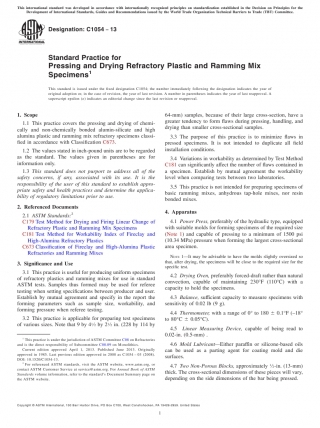 This international standard was developed in accordance with internationally recognized principles on standardization established in the Decision on Principles for the
Development of International Standards, Guides and Recommendations issued by the World Trade Organization Technical Barriers to Trade (TBT) Committee.
Designation: C1054 − 13
INTERNATIONAL
Standard Practice for
Pressing and Drying Refractory Plastic and Ramming Mix
Specimens1
This standard is issued under the fixed designation C1054; the number immediately following the designation indicates the year of
original adoption or, in the case of revision, the year of last revision. A number in parentheses indicates the year of last reapproval. A
superscript epsilon (ε) indicates an editorial change since the last revision or reapproval.
1. Scope
1.1 This practice covers the pressing and drying of chemi-
cally and non-chemically bonded alumin-silicate and high
alumina plastic and ramming mix refractory specimens classi-
fied in accordance with Classification C673.
1.2 The values stated in inch-pound units are to be regarded
as the standard. The values given in parentheses are for
information only.
1.3 This standard does not purport to address all of the
safety concerns, if any, associated with its use. It is the
responsibility of the user of this standard to establish appro-
priate safety and health practices and determine the applica-
bility of regulatory limitations prior to use.
2. Referenced Documents
2.1 ASTM Standards:2
C179 Test Method for Drying and Firing Linear Change of
Refractory Plastic and Ramming Mix Specimens
C181 Test Method for Workability Index of Fireclay and
High-Alumina Refractory Plastics
C673 Classification of Fireclay and High-Alumina Plastic
Refractories and Ramming Mixes
3. Significance and Use
3.1 This practice is useful for producing uniform specimens
of refractory plastics and ramming mixes for use in standard
ASTM tests. Samples thus formed may be used for referee
testing when setting specifications between producer and user.
Establish by mutual agreement and specify in the report the
forming parameters such as sample size, workability, and
forming pressure when referee testing.
3.2 This practice is applicable for preparing test specimens
of various sizes. Note that 9 by 4½ by 2½ in. (228 by 114 by
1 This practice is under the jurisdiction of ASTM Committee C08 on Refractories
and is the direct responsibility of Subcommittee C08.09 on Monolithics.
Current edition approved April 1, 2013. Published June 2013. Originally
approved in 1985. Last previous edition approved in 2008 as C1054 – 03 (2008).
DOI: 10.1520/C1054-13.
2 For referenced ASTM standards, visit the ASTM website, www.astm.org, or
contact ASTM Customer Service at service@astm.org. For Annual Book of ASTM
Standards volume information, refer to the standard's Document Summary page on
the ASTM website.
64-mm) samples, because of their large cross-section, have a
greater tendency to form flaws during pressing, handling, and
drying than smaller cross-sectional samples.
3.3 The purpose of this practice is to minimize flaws in
pressed specimens. It is not intended to duplicate all field
installation conditions.
3.4 Variations in workability as determined by Test Method
C181 can significantly affect the number of flaws contained in
a specimen. Establish by mutual agreement the workability
level when comparing tests between two laboratories.
3.5 This practice is not intended for preparing specimens of
basic ramming mixes, anhydrous tap-hole mixes, nor resin
bonded mixes.
4. Apparatus
4.1 Power Press, preferably of the hydraulic type, equipped
with suitable molds for forming specimens of the required size
(Note 1) and capable of pressing to a minimum of 1500 psi
(10.34 MPa) pressure when forming the largest cross-sectional
area specimen.
NOTE 1—It may be advisable to have the molds slightly oversized so
that, after drying, the specimens will be close to the required size for the
specific test.
4.2 Drying Oven, preferably forced-draft rather than natural
convection, capable of maintaining 230°F (110°C) with a
capacity to hold the specimens.
4.3 Balance, sufficient capacity to measure specimens with
sensitivity of 0.02 lb (9 g).
4.4 Thermometer, with a range of 0° to 180 ± 0.1°F (–18°
to 80°C ± 0.05°C).
4.5 Linear Measuring Device, capable of being read to
0.02-in. (0.5-mm) .
4.6 Mold Lubricant—Either paraffin or silicone-based oils
can be used as a parting agent for coating mold and die
surfaces.
4.7 Two Non-Porous Blocks, approximately ½-in. (13-mm)
thick. The cross-sectional dimensions of these pieces will vary,
depending on the side dimensions of the bar being pressed.
Copyright © ASTM International, 100 Barr Harbor Drive, PO Box C700, West Conshohocken, PA 19428-2959. United States
1